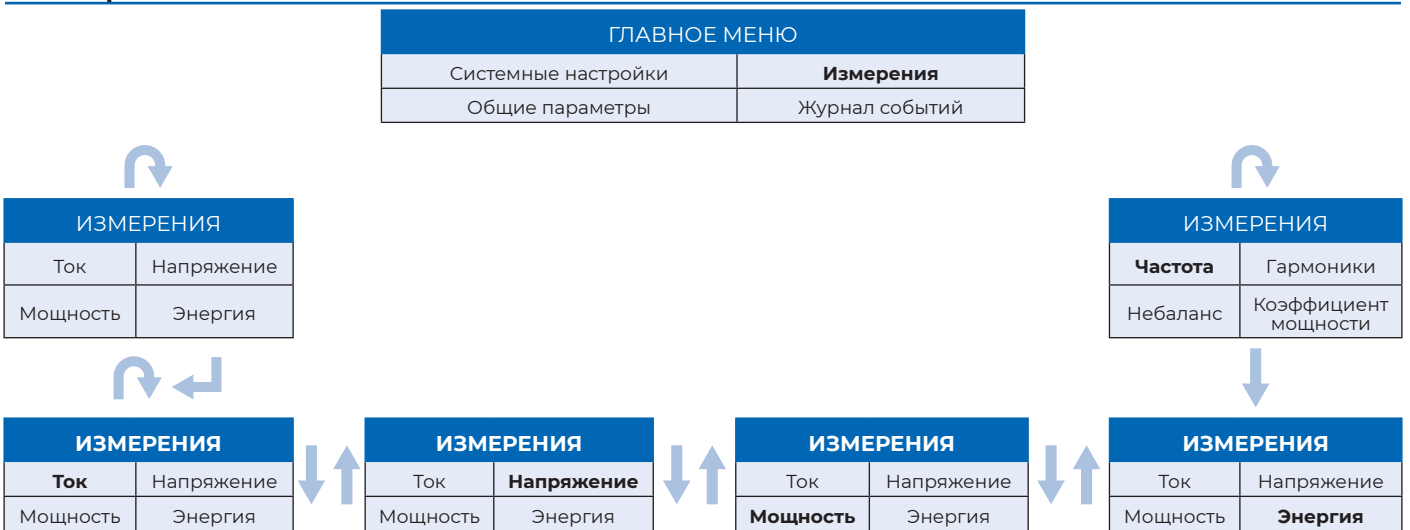 ГЛАВНОЕ МЕНЮ
Системные настройки Измерения
Общие параметры Журнал событий
ИЗМЕРЕНИЯ
Ток Напряжение
Мощность Энергия
ИЗМЕРЕНИЯ
Частота Гармоники
Небаланс Коэффициент
мощности
ИЗМЕРЕНИЯ
Ток Напряжение
Мощность Энергия
ИЗМЕРЕНИЯ
Ток Напряжение
Мощность Энергия
ИЗМЕРЕНИЯ
Ток Напряжение
Мощность Энергия
ИЗМЕРЕНИЯ
Ток Напряжение
Мощность Энергия